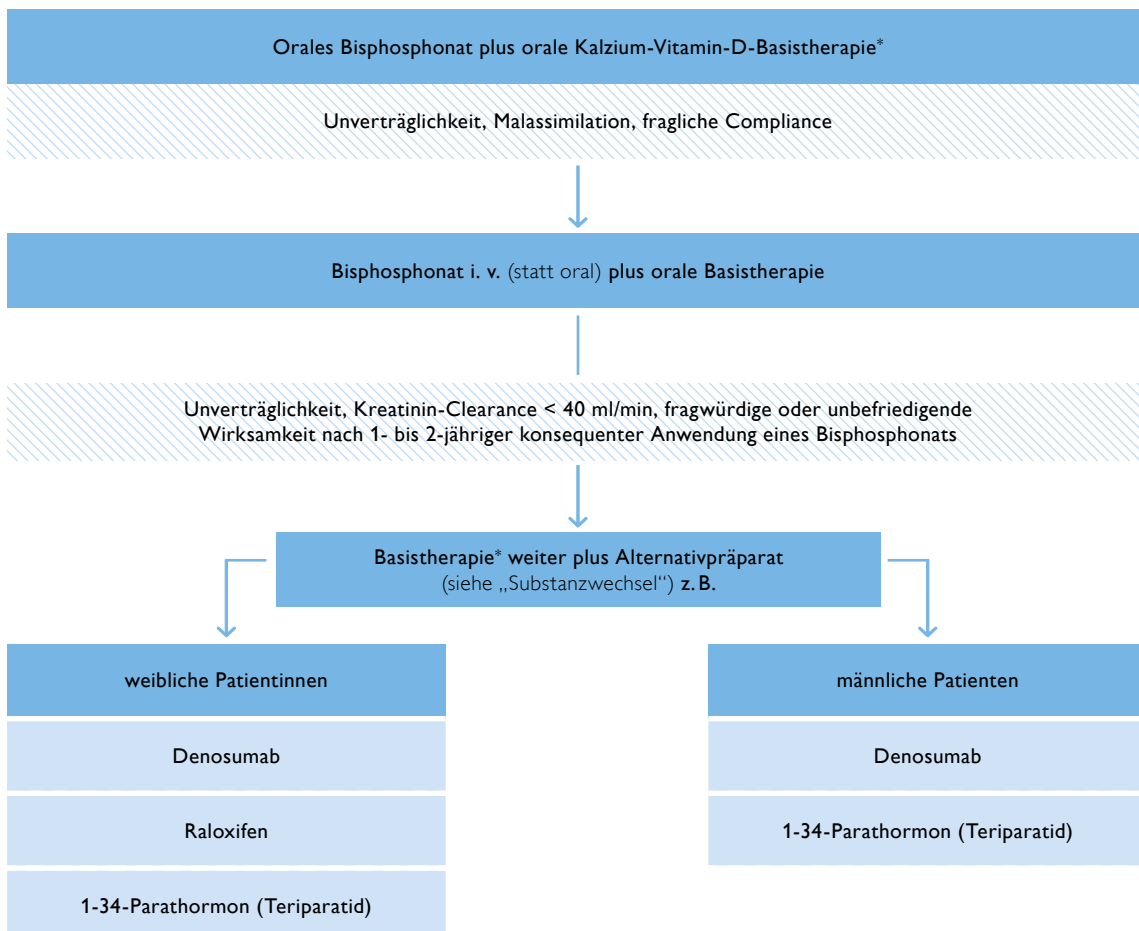 Orales Bisphosphonat plus orale Kalzium-Vitamin-D-Basistherapie*
Unverträglichkeit, Malassimilation, fragliche Compliance
Bisphosphonat i. v. (statt oral) plus orale Basistherapie
Unverträglichkeit, Kreatinin-Clearance < 40 ml/min, fragwürdige oder unbefriedigende
Wirksamkeit nach 1- bis 2-jähriger konsequenter Anwendung eines Bisphosphonats
Basistherapie* weiter plus Alternativpräparat
(siehe „Substanzwechsel“) z. B.
weibliche Patientinnen
Denosumab
Raloxifen
1-34-Parathormon (Teriparatid)
männliche Patienten
Denosumab
1-34-Parathormon (Teriparatid)